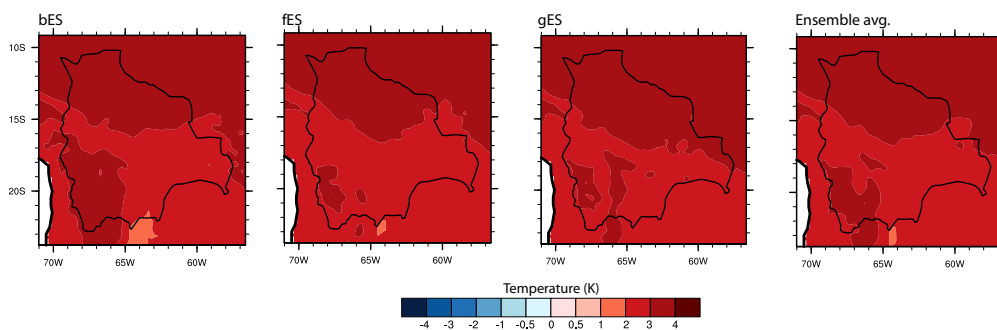 bES fES gES Ensemble avg.
10S
15S
20S
70W 65W 60W 70W 65W 60W 70W 65W 60W 70W 65W 60W
Temperature (K)
-4 -3 -2 -1 -0.5 0 0.5 1 2 3 4